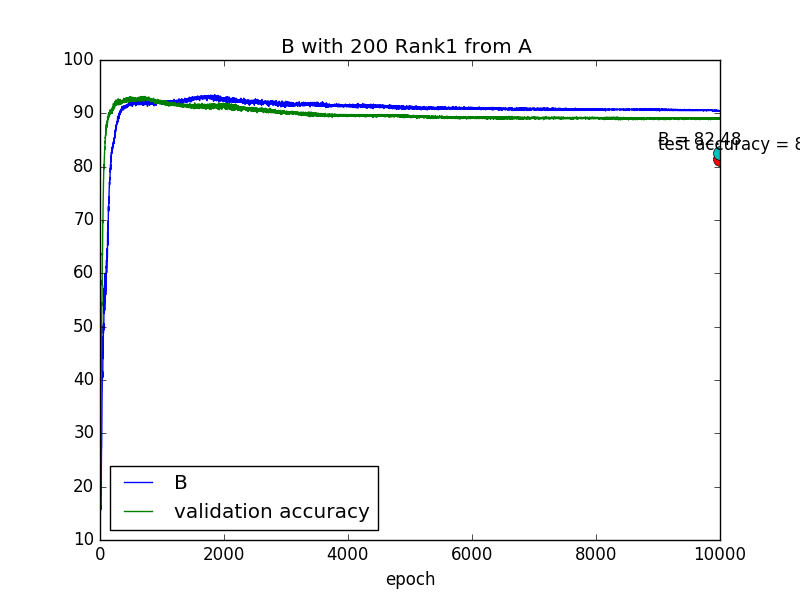 B with 200 Rank1 from A
100
90
80
70
60
50
40
30
20
10
B = 82.48
test accuracy = 8
B
validation accuracy
0 2000 4000 6000 8000 10000
epoch